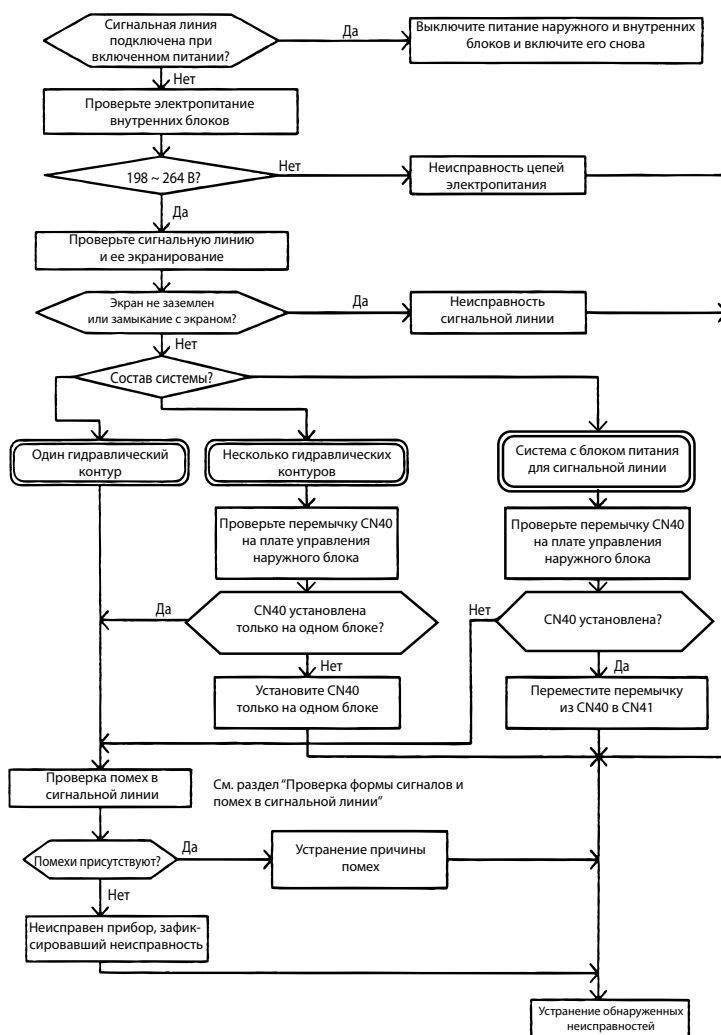 Сигнальная линия
подключена при
включенном питании?
Да
Выключите питание наружного и внутренних
блоков и включите его снова
Нет
Проверьте электропитание
внутренних блоков
198 ~ 264 В?
Нет
Неисправность цепей
электропитания
Да
Проверьте сигнальную линию
и ее экранирование
Экран не заземлен
или замыкание с экраном?
Да
Неисправность
сигнальной линии
Нет
Состав системы?
Один гидравлический
контур
Несколько гидравлических
контуров
Система с блоком питания
для сигнальной линии
Проверьте перемычку CN40
на плате управления
наружного блока
Проверьте перемычку CN40
на плате управления
наружного блока
Да
CN40 установлена
только на одном блоке?
Нет
CN40 установлена?
Нет
Да
Установите CN40
только на одном блоке
Переместите перемычку
из CN40 в CN41
Проверка помех в
сигнальной линии
См. раздел "Проверка формы сигналов и
помех в сигнальной линии"
Помехи присутствуют?
Да
Устранение причины
помех
Нет
Неисправен прибор, зафик-
сировавший неисправность
Устранение обнаруженных
неисправностей